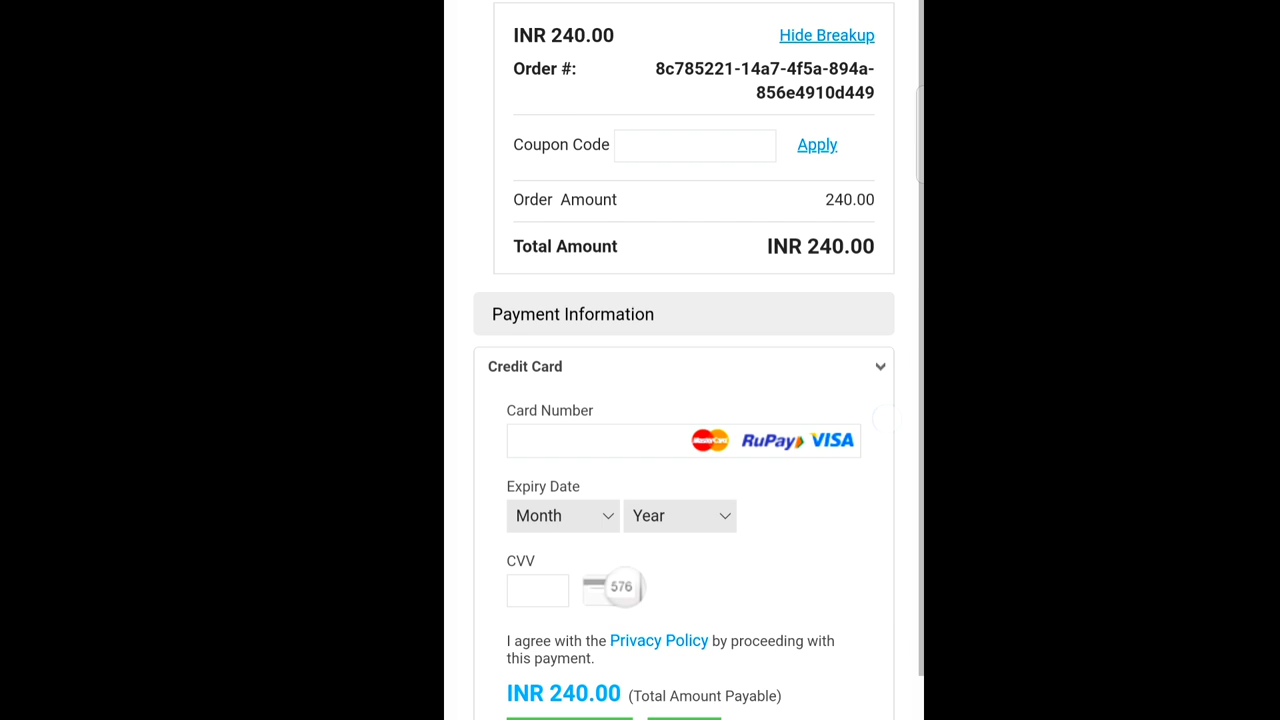 INR 240.00 Hide Breakup
Order #: 8c785221-14a7-4f5a-894a-
856e4910d449
Coupon Code Apply
Order Amount 240.00
Total Amount INR 240.00
Payment Information
Credit Card
Card Number
MasterCard RuPay VISA
Expiry Date
Month Year
CVV
576
I agree with the Privacy Policy by proceeding with
this payment.
INR 240.00 (Total Amount Payable)